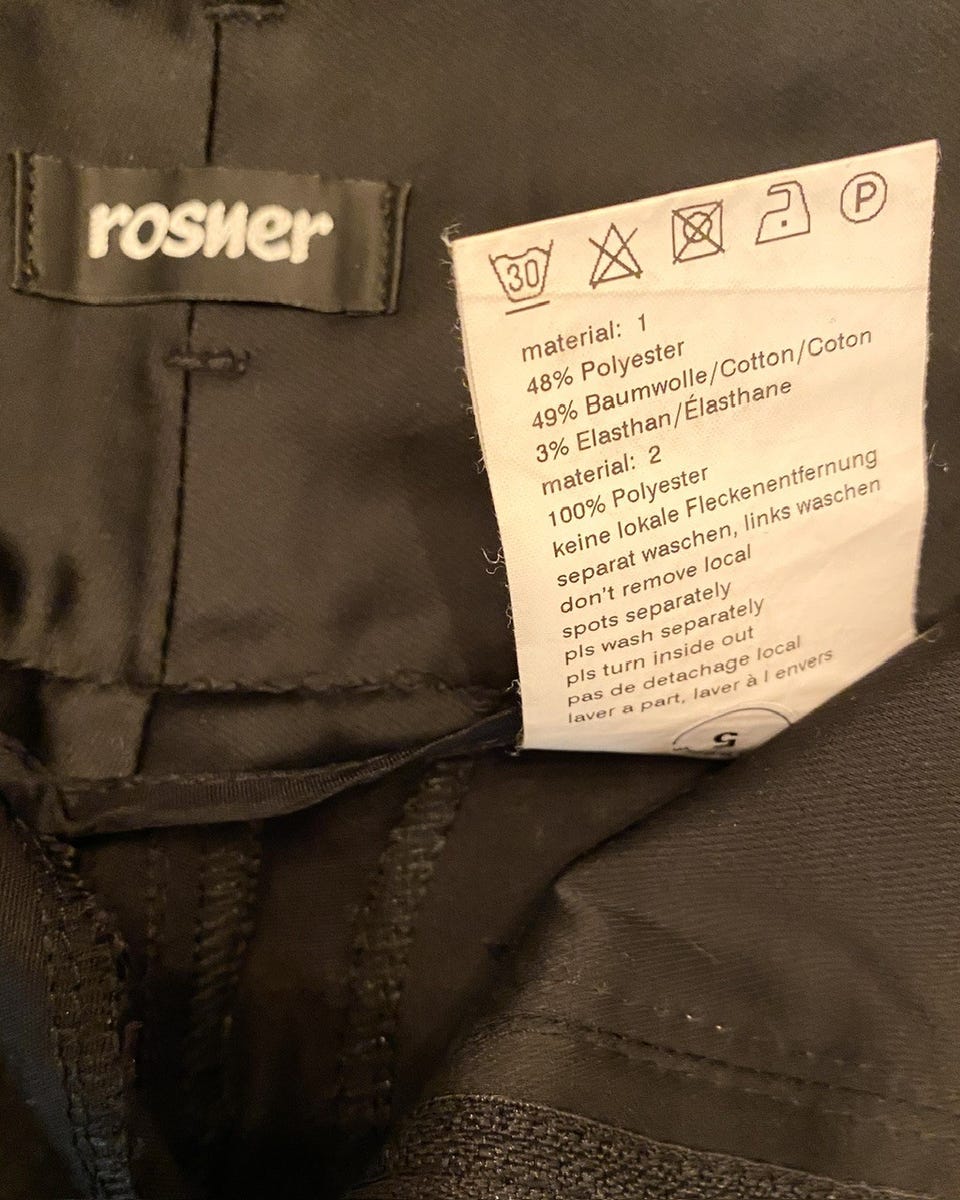 rosner
30
P
material: 1
48% Polyester
49% Baumwolle/Cotton/Coton
3% Elasthan/Élasthane
material: 2
100% Polyester
keine lokale Fleckenentfernung
separat waschen, links waschen
don't remove local
spots separately
pls wash separately
pls turn inside out
pas de detachage local
laver a part, laver à l envers
5